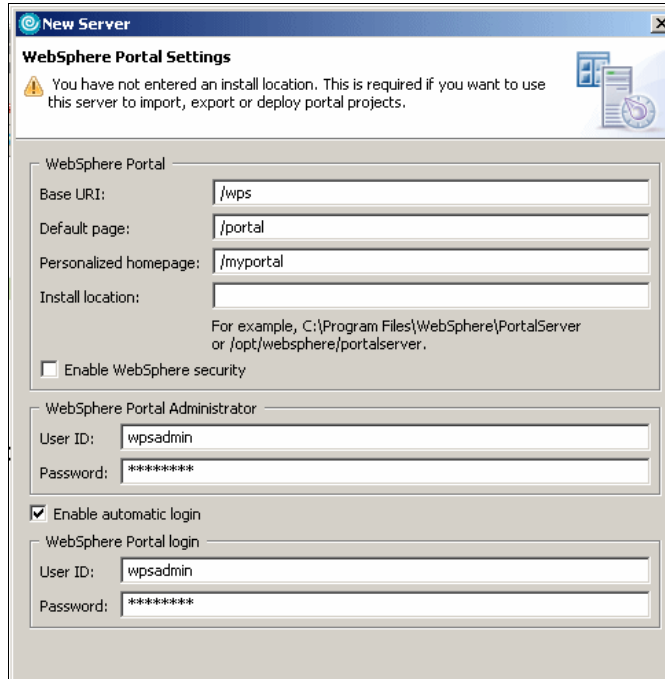 New Server
WebSphere Portal Settings
You have not entered an install location. This is required if you want to use
this server to import, export or deploy portal projects.
WebSphere Portal
Base URI: /wps
Default page: /portal
Personalized homepage: /myportal
Install location:
For example, C:\Program Files\WebSphere\PortalServer
or /opt/websphere/portalserver.
Enable WebSphere security
WebSphere Portal Administrator
User ID: wpsadmin
Password: ********
Enable automatic login
WebSphere Portal login
User ID: wpsadmin
Password: ********